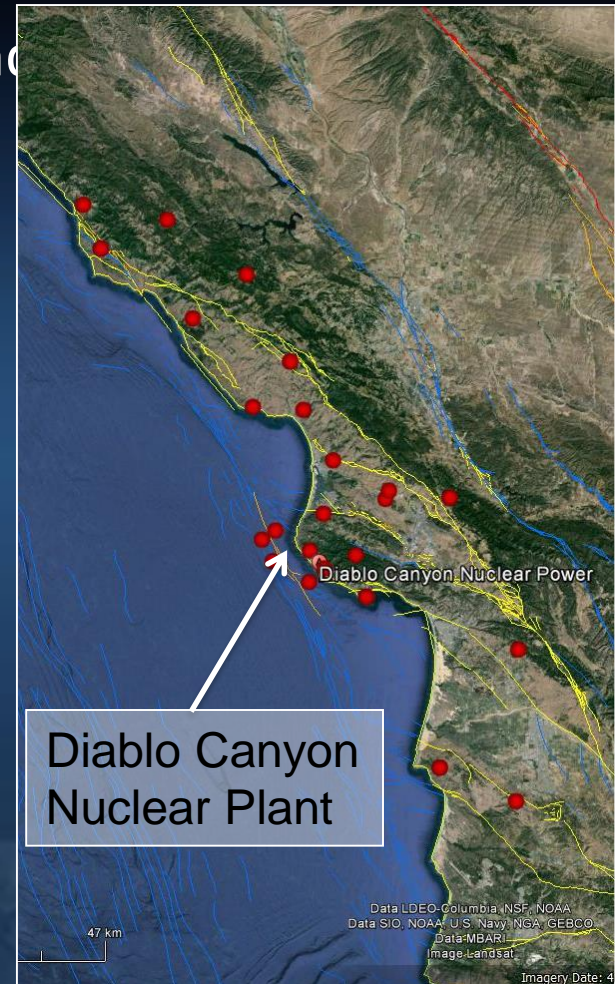 Diablo Canyon Nuclear Power
Diablo Canyon
Nuclear Plant
47 km
Data LDEO-Columbia, NSF, NOAA
Data SIO, NOAA, U.S. Navy, NGA, GEBCO
Data MBARI
Image Landsat
Imagery Date: 4